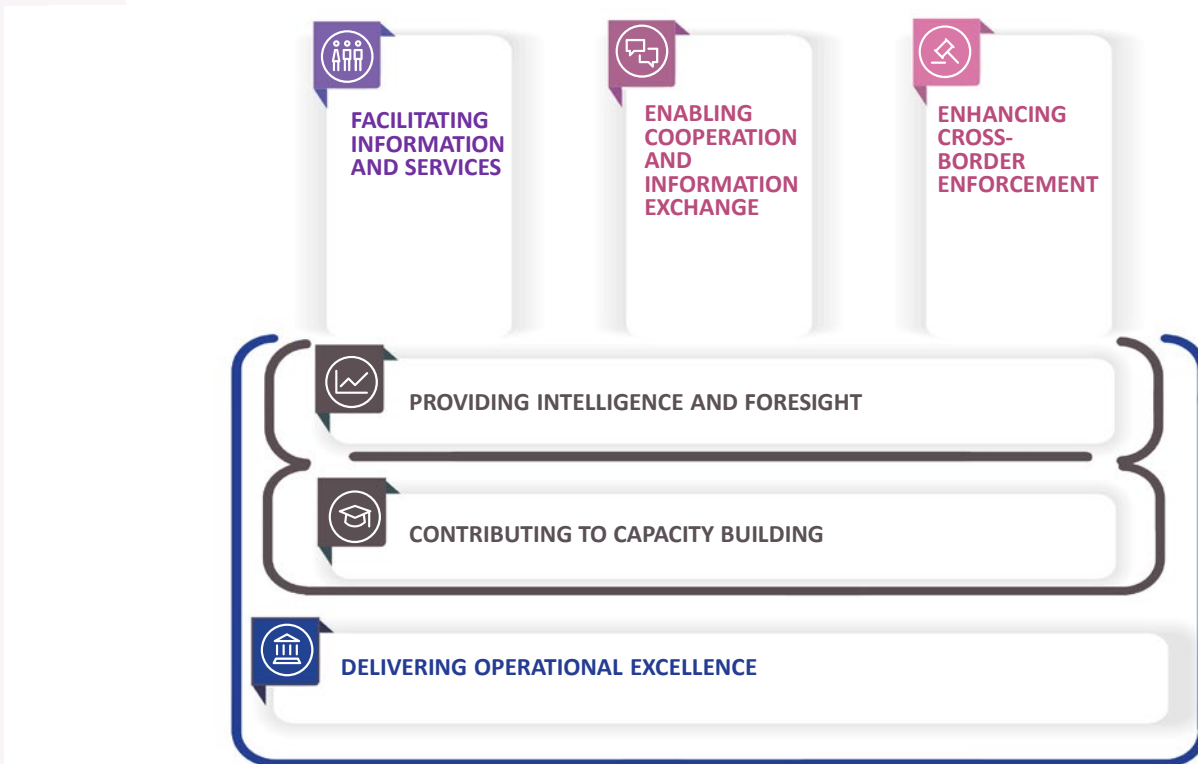 FACILITATING
INFORMATION
AND SERVICES
ENABLING
COOPERATION
AND
INFORMATION
EXCHANGE
ENHANCING
CROSS-
BORDER
ENFORCEMENT
PROVIDING INTELLIGENCE AND FORESIGHT
CONTRIBUTING TO CAPACITY BUILDING
DELIVERING OPERATIONAL EXCELLENCE